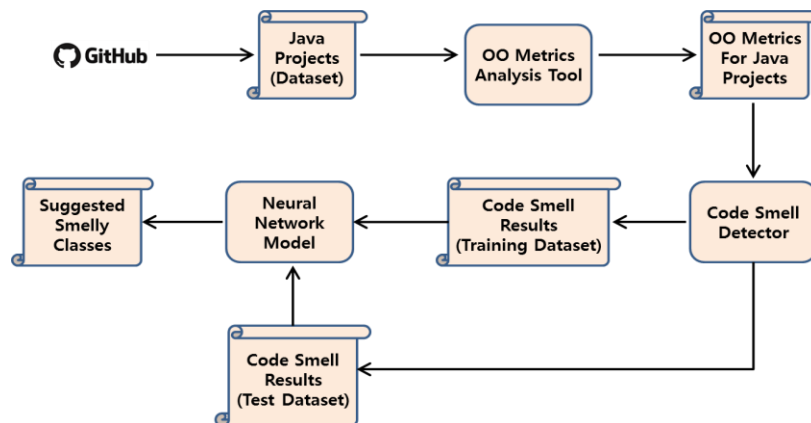 GitHub
Java
Projects
(Dataset)
OO Metrics
Analysis Tool
OO Metrics
For Java
Projects
Suggested
Smelly
Classes
Neural
Network
Model
Code Smell
Results
(Training Dataset)
Code Smell
Detector
Code Smell
Results
(Test Dataset)